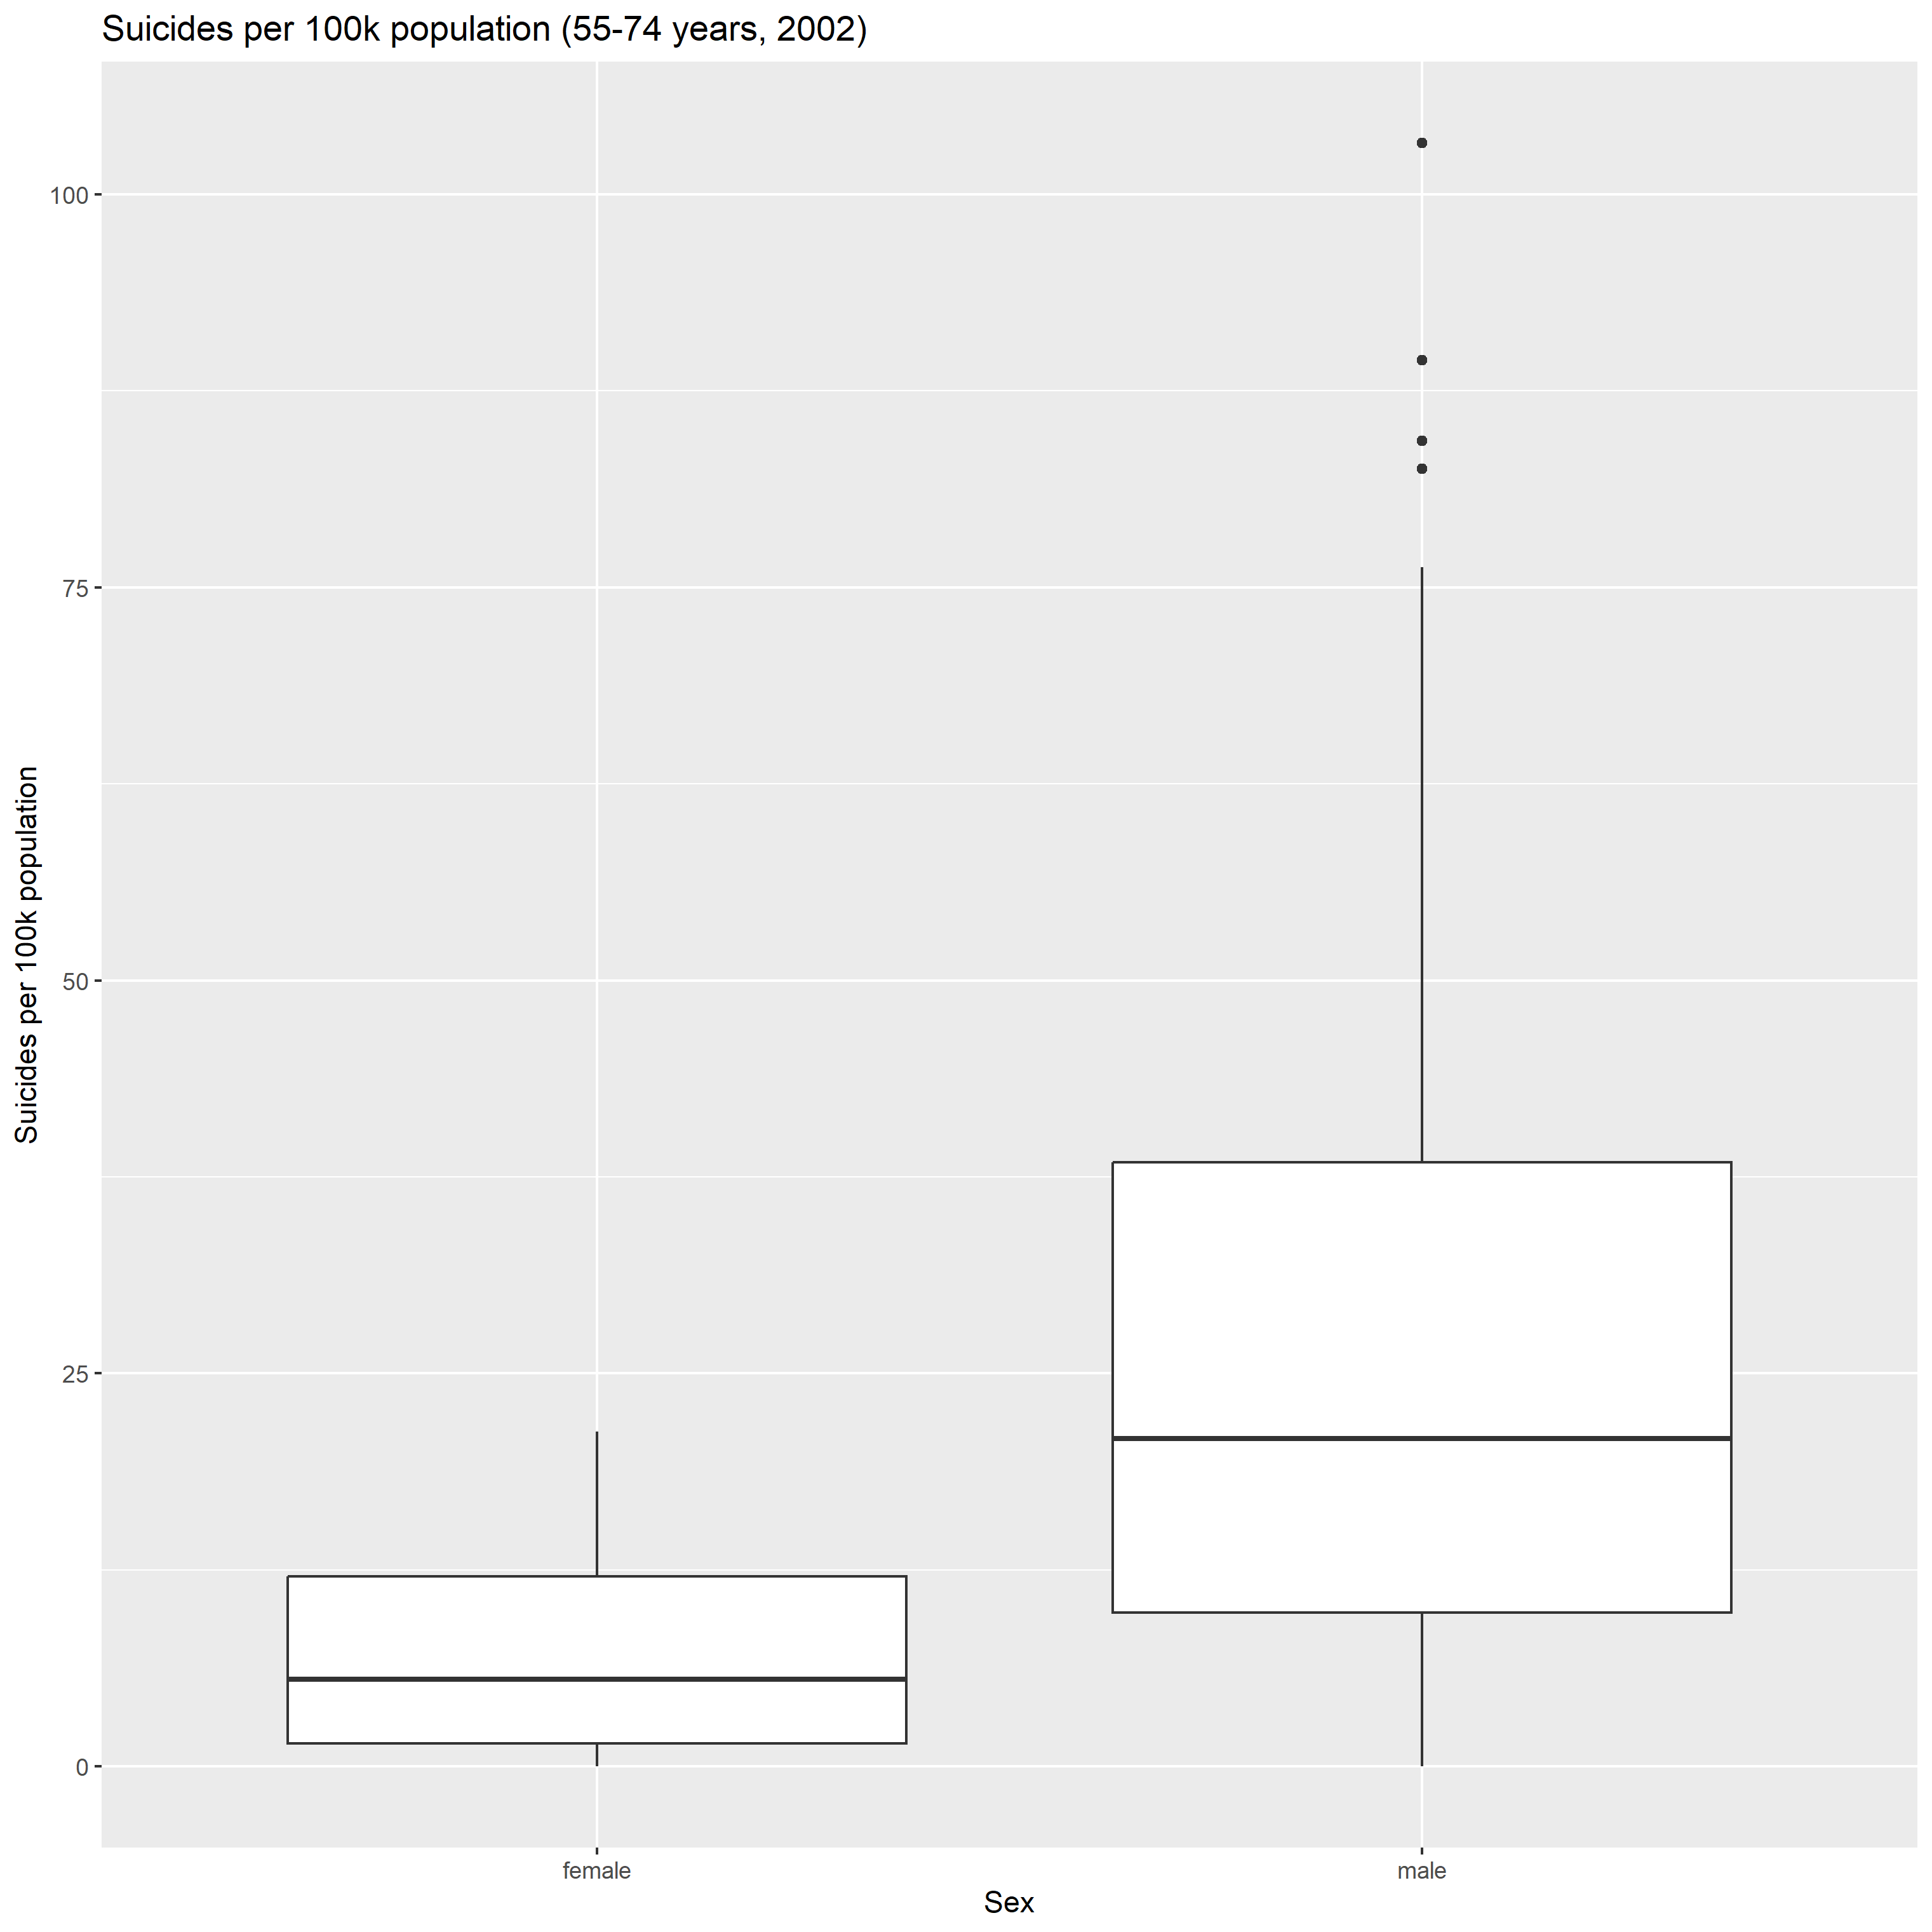 Suicides per 100k population (55-74 years, 2002)
Suicides per 100k population
100
75
50
25
0
female
male
Sex